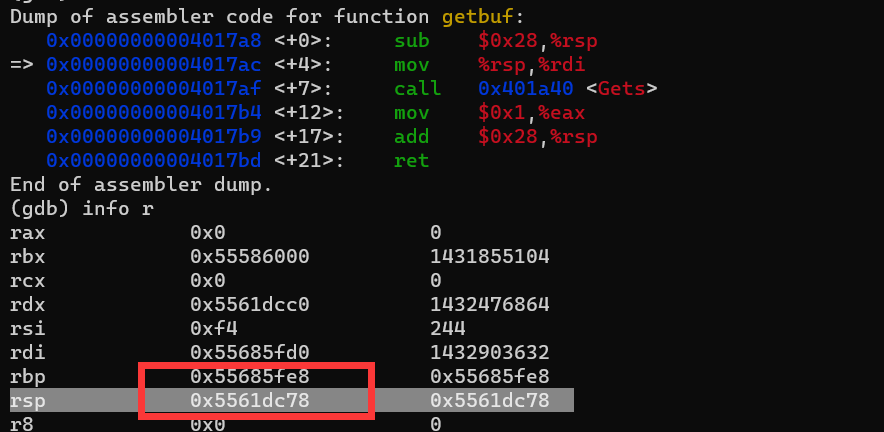 Dump of assembler code for function getbuf:
0x00000000004017a8 <+0>: sub $0x28,%rsp
=> 0x00000000004017ac <+4>: mov %rsp,%rdi
0x00000000004017af <+7>: call 0x401a40 <Gets>
0x00000000004017b4 <+12>: mov $0x1,%eax
0x00000000004017b9 <+17>: add $0x28,%rsp
0x00000000004017bd <+21>: ret
End of assembler dump.
(gdb) info r
rax 0x0 0
rbx 0x55586000 1431855104
rcx 0x0 0
rdx 0x5561dcc0 1432476864
rsi 0xf4 244
rdi 0x55685fd0 1432903632
rbp 0x55685fe8 0x55685fe8
rsp 0x5561dc78 0x5561dc78
r8 0x0 0